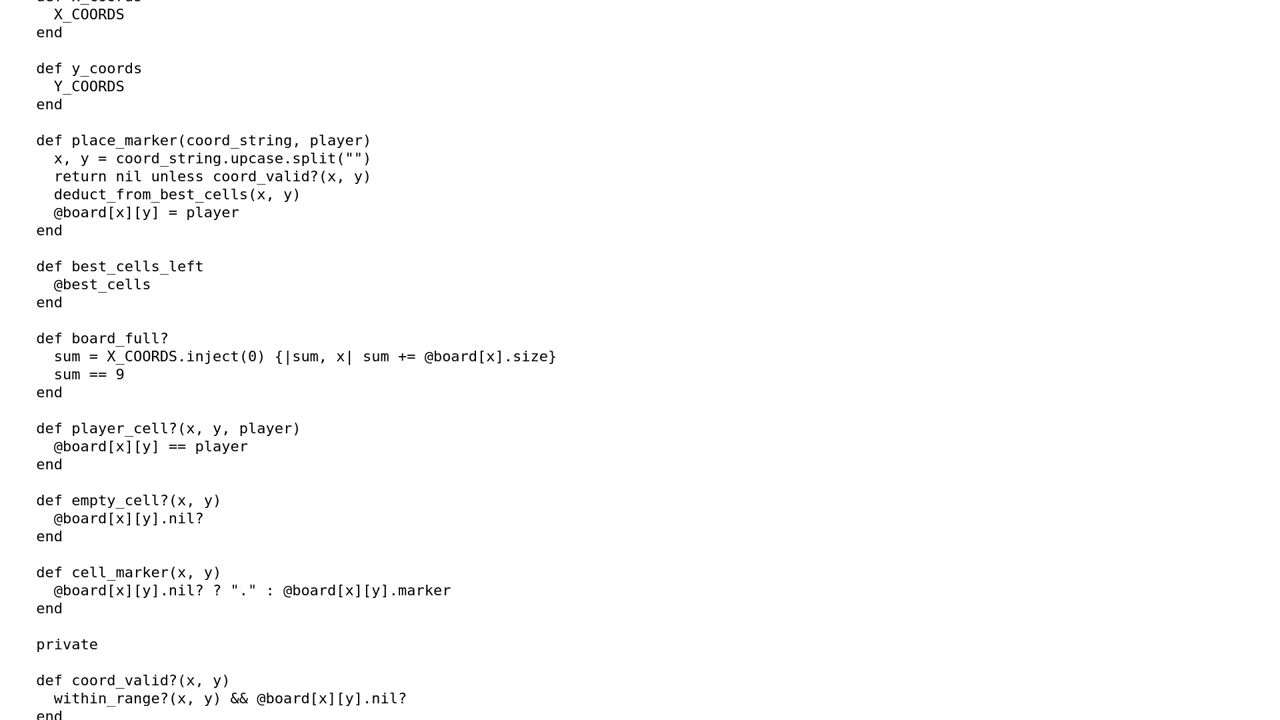 def x_coords
X_COORDS
end
def y_coords
Y_COORDS
end
def place_marker(coord_string, player)
x, y = coord_string.upcase.split("")
return nil unless coord_valid?(x, y)
deduct_from_best_cells(x, y)
@board[x][y] = player
end
def best_cells_left
@best_cells
end
def board_full?
sum = X_COORDS.inject(0) {|sum, x| sum += @board[x].size}
sum == 9
end
def player_cell?(x, y, player)
@board[x][y] == player
end
def empty_cell?(x, y)
@board[x][y].nil?
end
def cell_marker(x, y)
@board[x][y].nil? ? "." : @board[x][y].marker
end
private
def coord_valid?(x, y)
within_range?(x, y) && @board[x][y].nil?
end